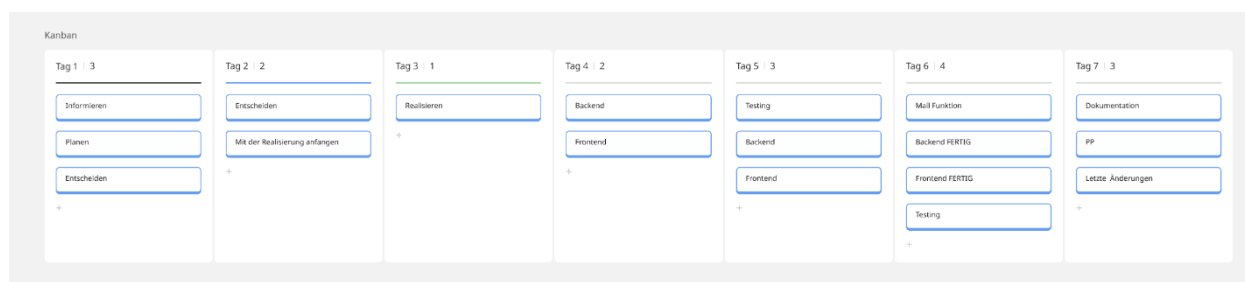 Kanban
Tag 1 | 3
Informieren
Planen
Entscheiden
+
Tag 2 | 2
Entscheiden
Mit der Realisierung anfangen
+
Tag 3 | 1
Realisieren
+
Tag 4 | 2
Backend
Frontend
+
Tag 5 | 3
Testing
Backend
Frontend
+
Tag 6 | 4
Mail Funktion
Backend FERTIG
Frontend FERTIG
Testing
+
Tag 7 | 3
Dokumentation
PP
Letzte Änderungen
+